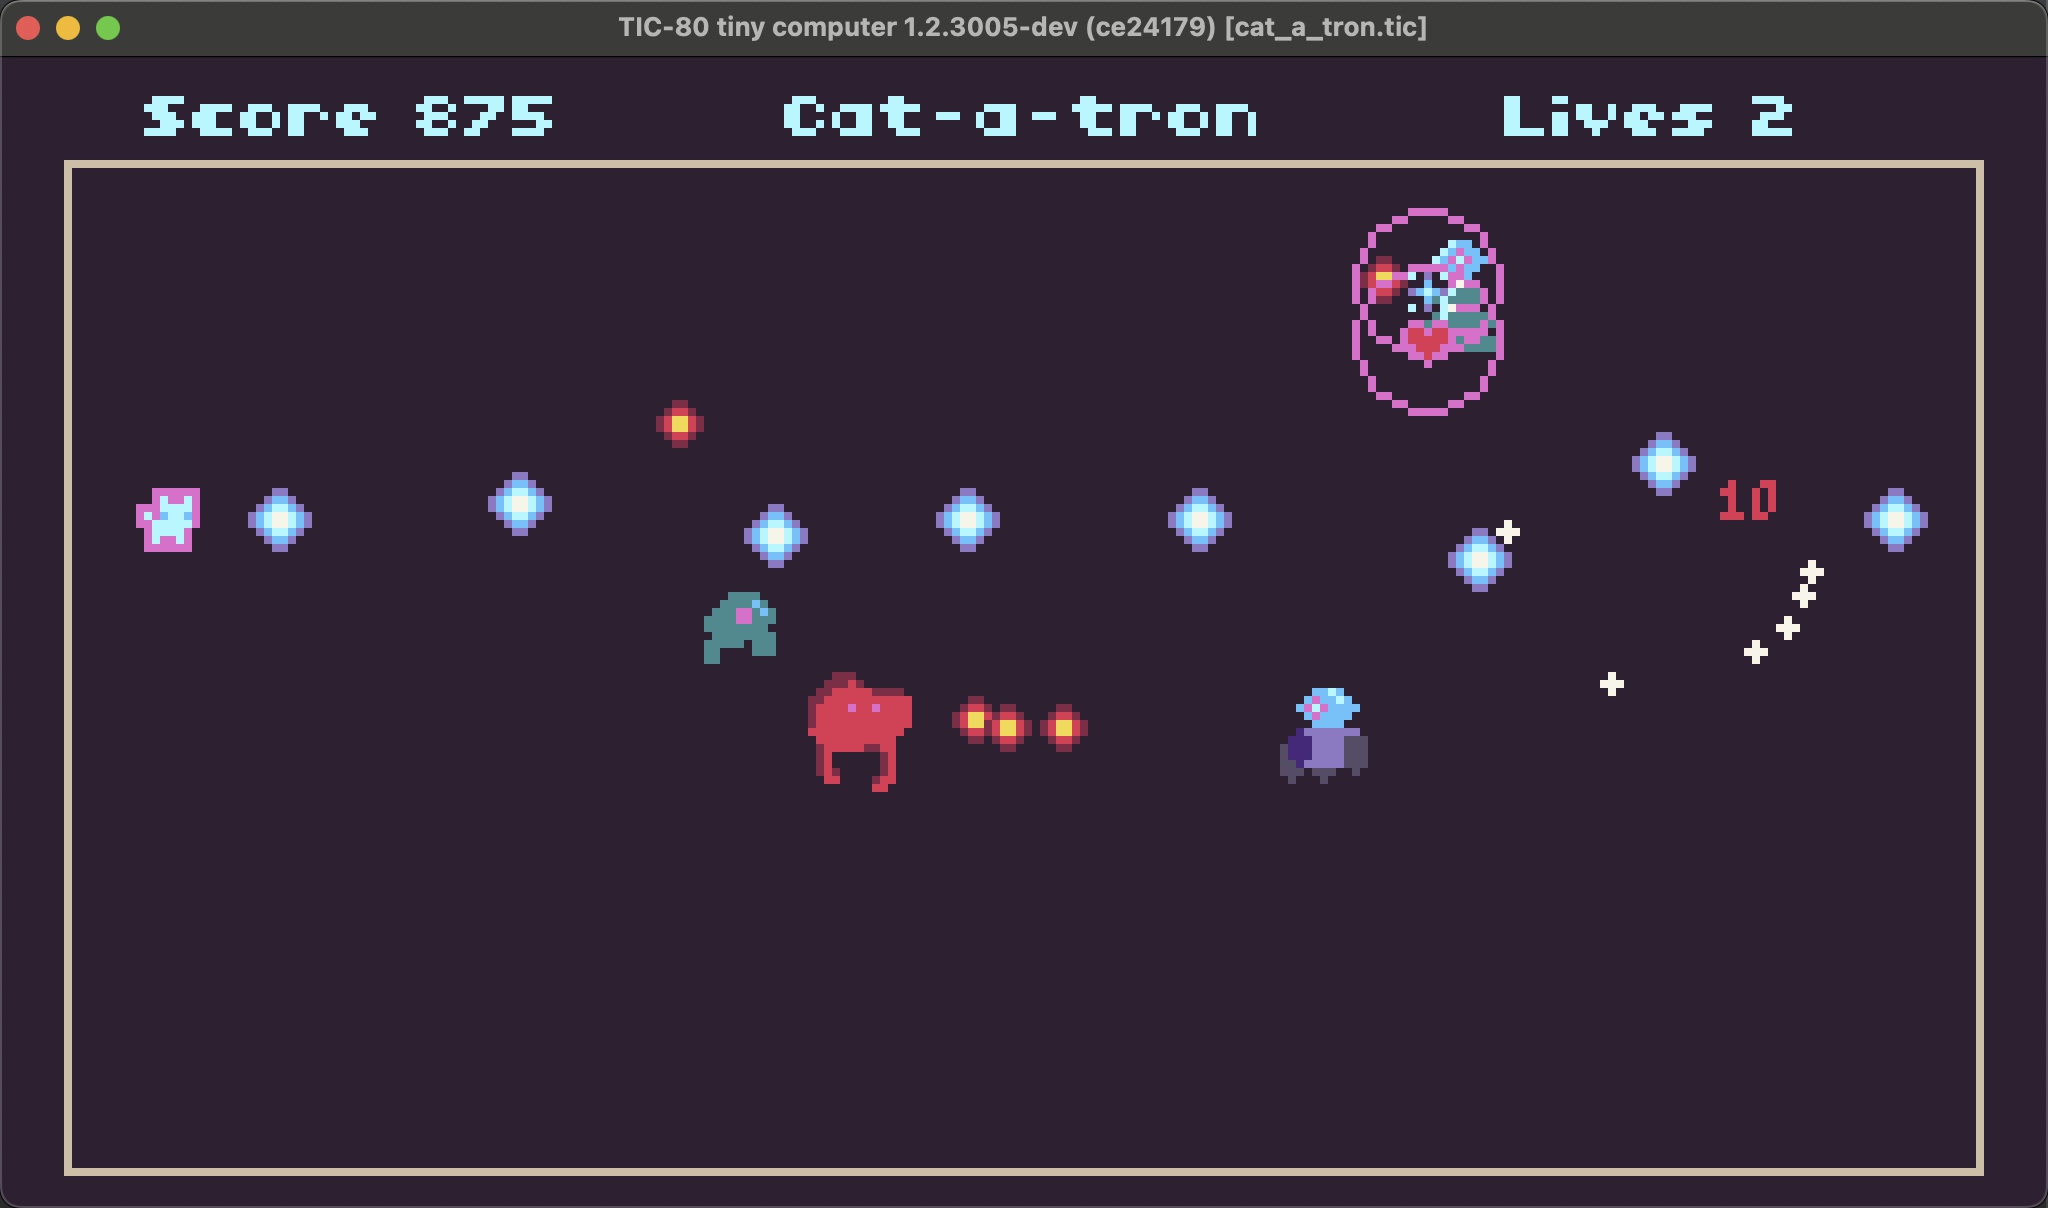 TIC-80 tiny computer 1.2.3005-dev (ce24179) [cat_a_tron.tic]
Score 875 Cat-a-tron Lives 2
10